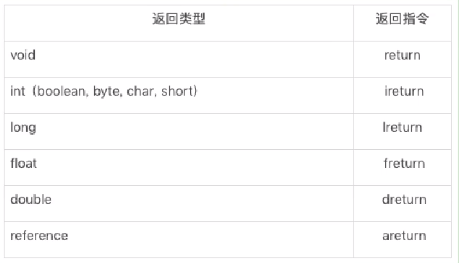 返回类型 返回指令
void return
int（boolean, byte, char, short） ireturn
long lreturn
float freturn
double dreturn
reference areturn